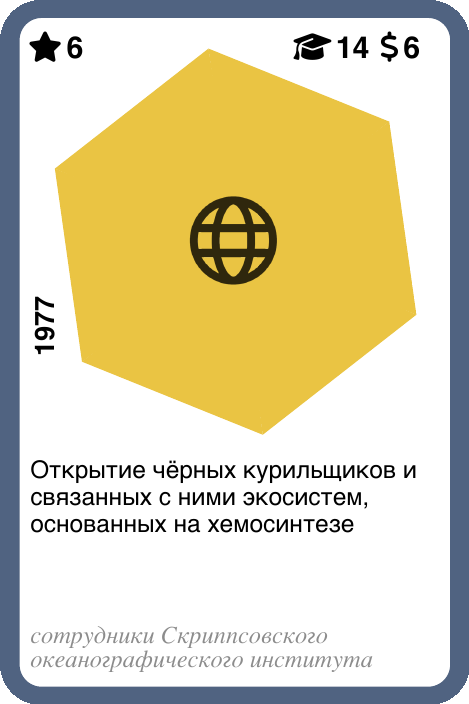 6
14 $6
1977
Открытие чёрных курильщиков и
связанных с ними экосистем,
основанных на хемосинтезе
сотрудники Скриппсовского
океанографического института